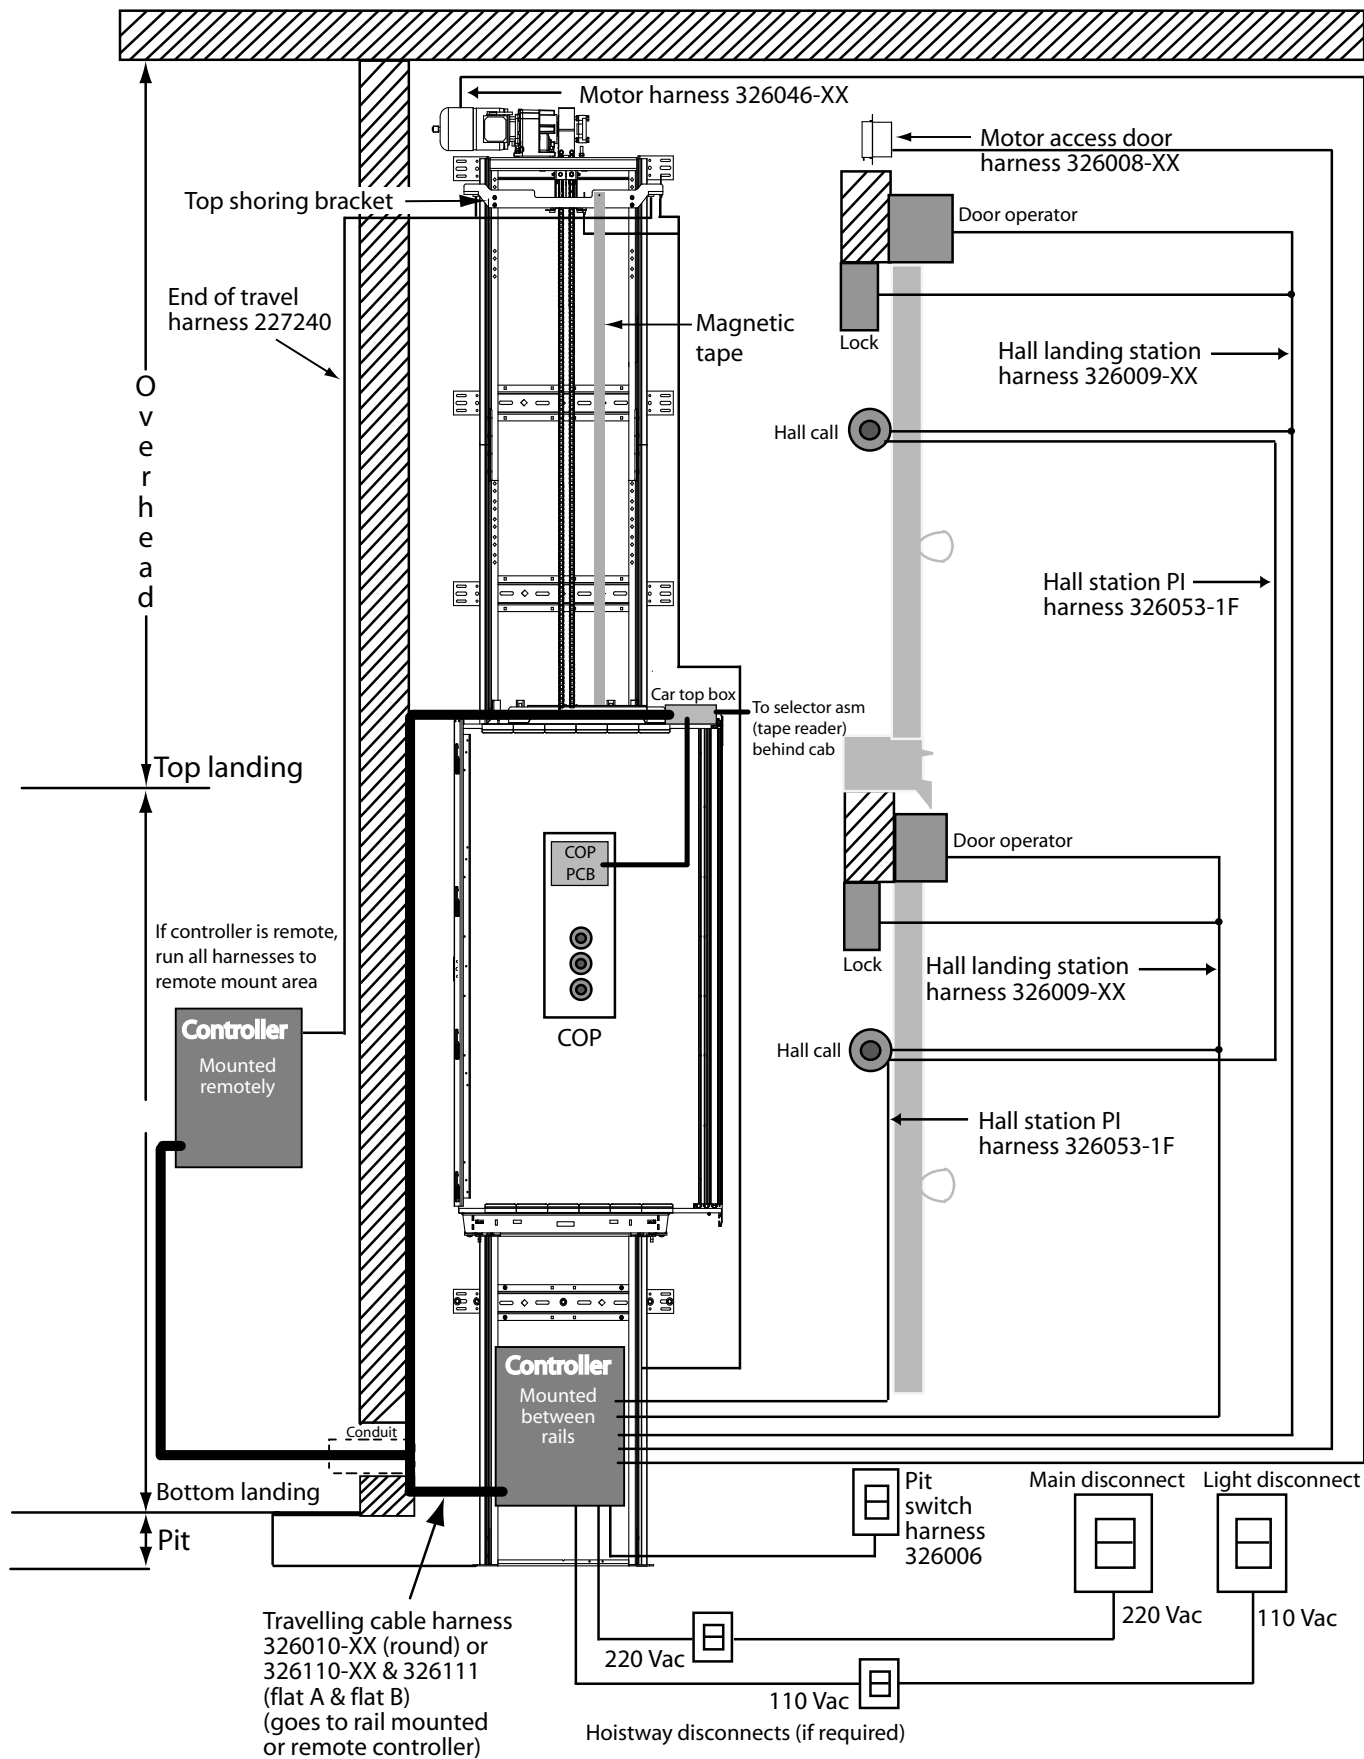 Motor harness 326046-XX
Motor access door
harness 326008-XX
Top shoring bracket
Door operator
End of travel
harness 227240
Magnetic
tape
Lock
Hall landing station
harness 326009-XX
Overhead
Hall call
Hall station PI
harness 326053-1F
Car top box
To selector asm
(tape reader)
behind cab
Top landing
COP
PCB
Door operator
If controller is remote,
run all harnesses to
remote mount area
Lock
Hall landing station
harness 326009-XX
Controller
Mounted
remotely
COP
Hall call
Hall station PI
harness 326053-1F
Controller
Mounted
between
rails
Conduit
Bottom landing
Pit
Pit
switch
harness
326006
Main disconnect
Light disconnect
220 Vac
110 Vac
220 Vac
110 Vac
Travelling cable harness
326010-XX (round) or
326110-XX & 326111
(flat A & flat B)
(goes to rail mounted
or remote controller)
Hoistway disconnects (if required)